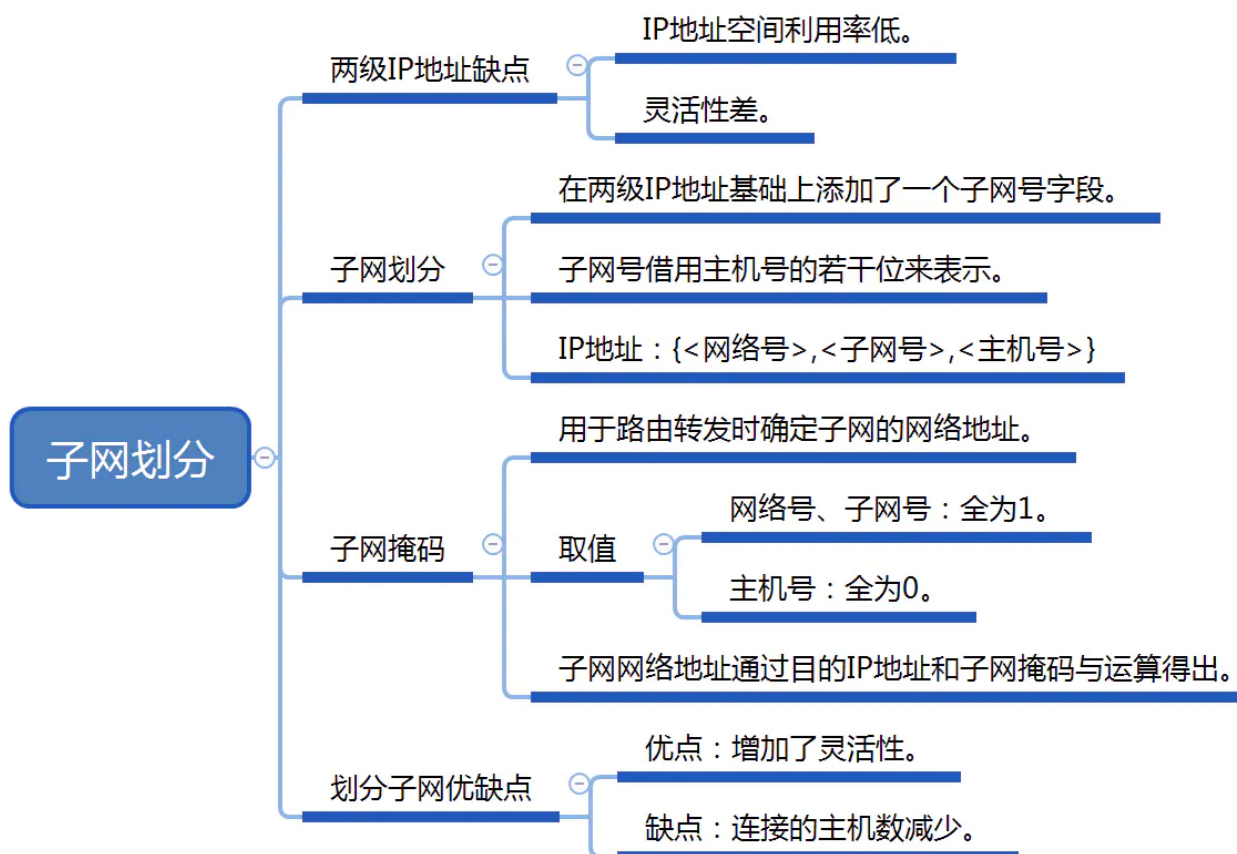 子网划分
两级IP地址缺点
IP地址空间利用率低。
灵活性差。
子网划分
在两级IP地址基础上添加了一个子网号字段。
子网号借用主机号的若干位来表示。
IP地址：{<网络号>,<子网号>,<主机号>}
子网掩码
用于路由转发时确定子网的网络地址。
取值
网络号、子网号：全为1。
主机号：全为0。
子网网络地址通过目的IP地址和子网掩码与运算得出。
划分子网优缺点
优点：增加了灵活性。
缺点：连接的主机数减少。